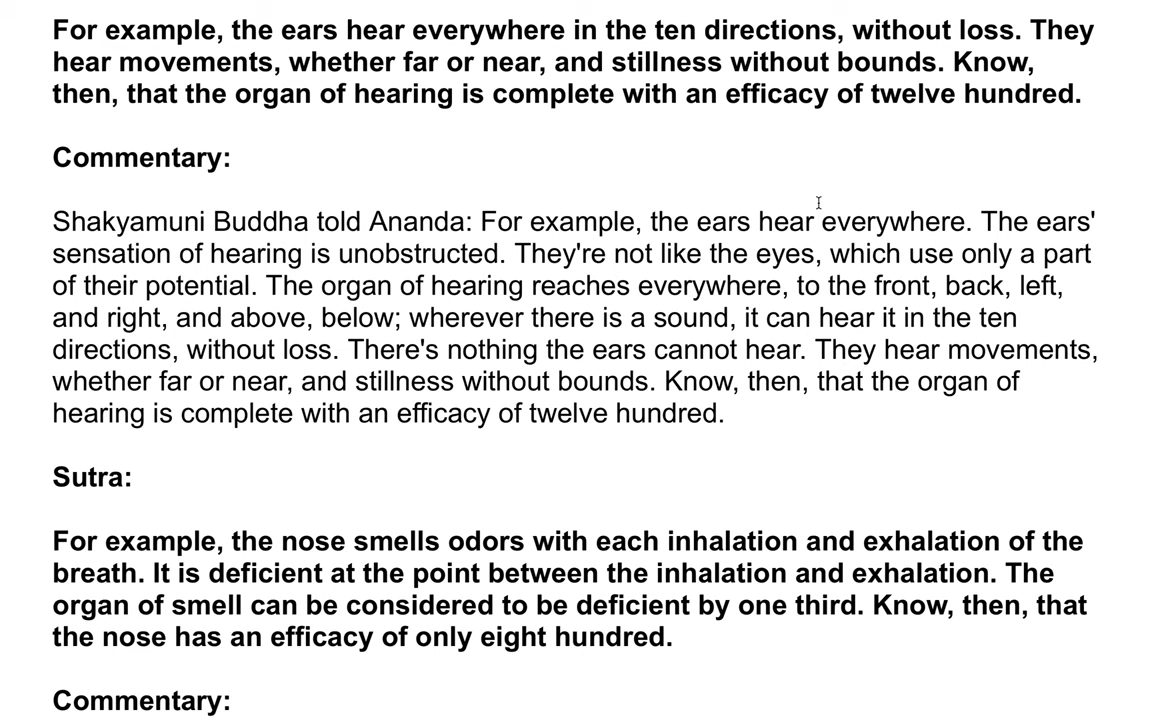 For example, the ears hear everywhere in the ten directions, without loss. They
hear movements, whether far or near, and stillness without bounds. Know,
then, that the organ of hearing is complete with an efficacy of twelve hundred.
Commentary:
Shakyamuni Buddha told Ananda: For example, the ears hear everywhere. The ears'
sensation of hearing is unobstructed. They're not like the eyes, which use only a part
of their potential. The organ of hearing reaches everywhere, to the front, back, left,
and right, and above, below; wherever there is a sound, it can hear it in the ten
directions, without loss. There's nothing the ears cannot hear. They hear movements,
whether far or near, and stillness without bounds. Know, then, that the organ of
hearing is complete with an efficacy of twelve hundred.
Sutra:
For example, the nose smells odors with each inhalation and exhalation of the
breath. It is deficient at the point between the inhalation and exhalation. The
organ of smell can be considered to be deficient by one third. Know, then, that
the nose has an efficacy of only eight hundred.
Commentary: